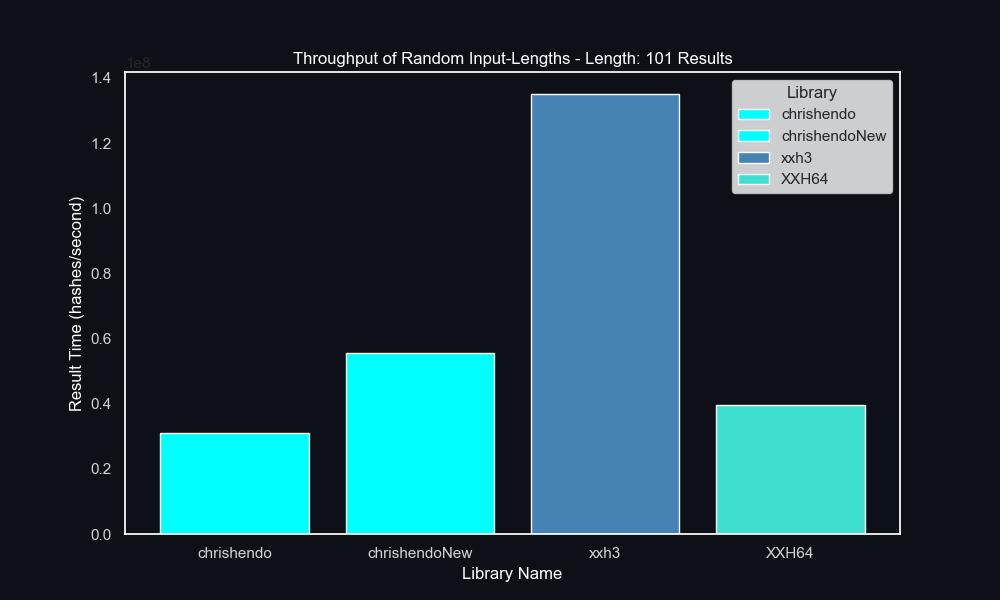 Throughput of Random Input-Lengths - Length: 101 Results
1e8
1.4
1.2
1.0
0.8
0.6
0.4
0.2
0.0
Result Time (hashes/second)
Library
chrishendo
chrishendoNew
xxh3
XXH64
chrishendo
chrishendoNew
xxh3
XXH64
Library Name